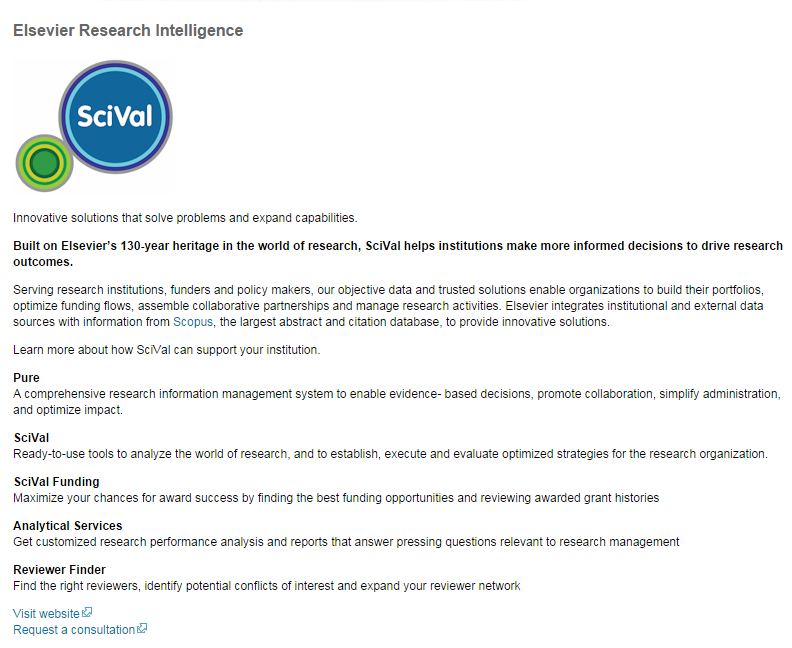 Elsevier Research Intelligence
SciVal
Innovative solutions that solve problems and expand capabilities.
Built on Elsevier's 130-year heritage in the world of research, SciVal helps institutions make more informed decisions to drive research
outcomes.
Serving research institutions, funders and policy makers, our objective data and trusted solutions enable organizations to build their portfolios,
optimize funding flows, assemble collaborative partnerships and manage research activities. Elsevier integrates institutional and external data
sources with information from Scopus, the largest abstract and citation database, to provide innovative solutions.
Learn more about how SciVal can support your institution.
Pure
A comprehensive research information management system to enable evidence- based decisions, promote collaboration, simplify administration,
and optimize impact.
SciVal
Ready-to-use tools to analyze the world of research, and to establish, execute and evaluate optimized strategies for the research organization.
SciVal Funding
Maximize your chances for award success by finding the best funding opportunities and reviewing awarded grant histories
Analytical Services
Get customized research performance analysis and reports that answer pressing questions relevant to research management
Reviewer Finder
Find the right reviewers, identify potential conflicts of interest and expand your reviewer network
Visit website
Request a consultation